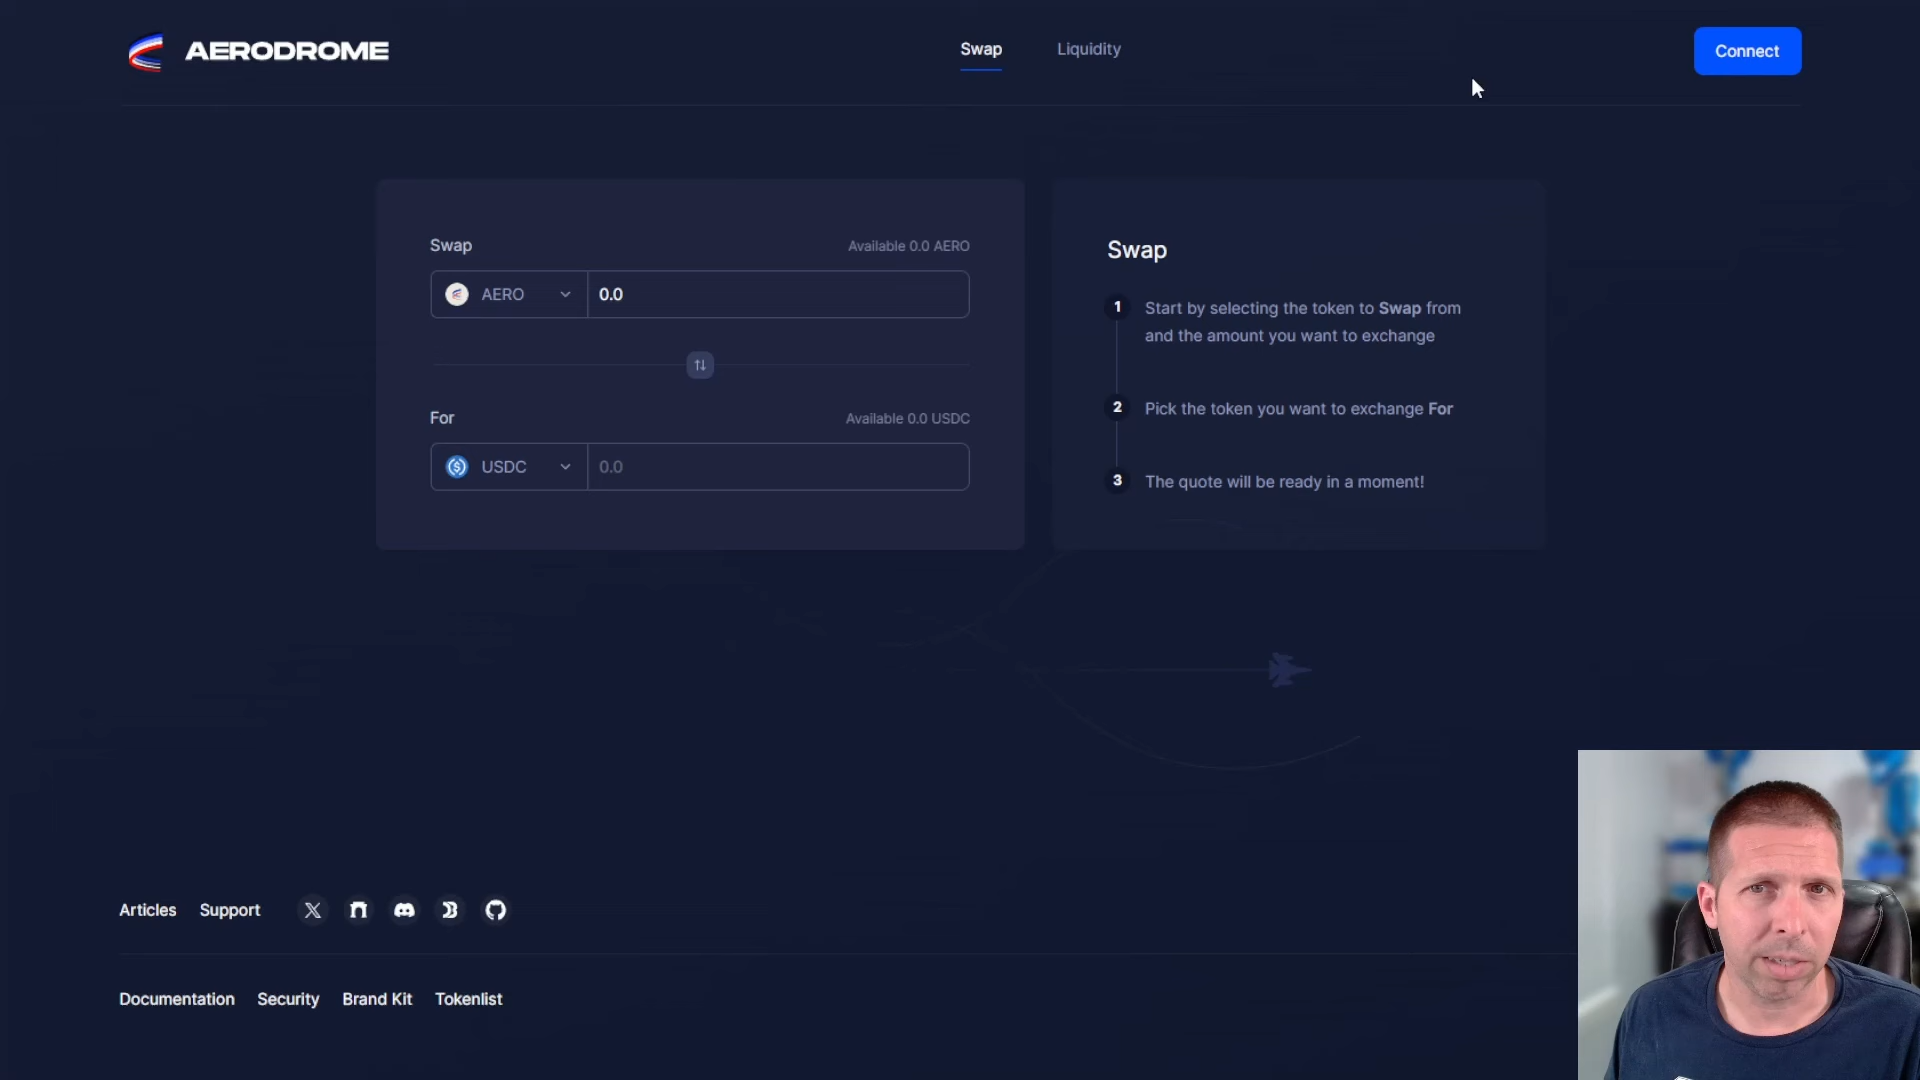 AERODROME
Swap
Liquidity
Connect
Swap
Available 0.0 AERO
AERO
0.0
For
Available 0.0 USDC
USDC
0.0
Swap
1
Start by selecting the token to Swap from
and the amount you want to exchange
2
Pick the token you want to exchange For
3
The quote will be ready in a moment!
Articles
Support
Documentation
Security
Brand Kit
Tokenlist